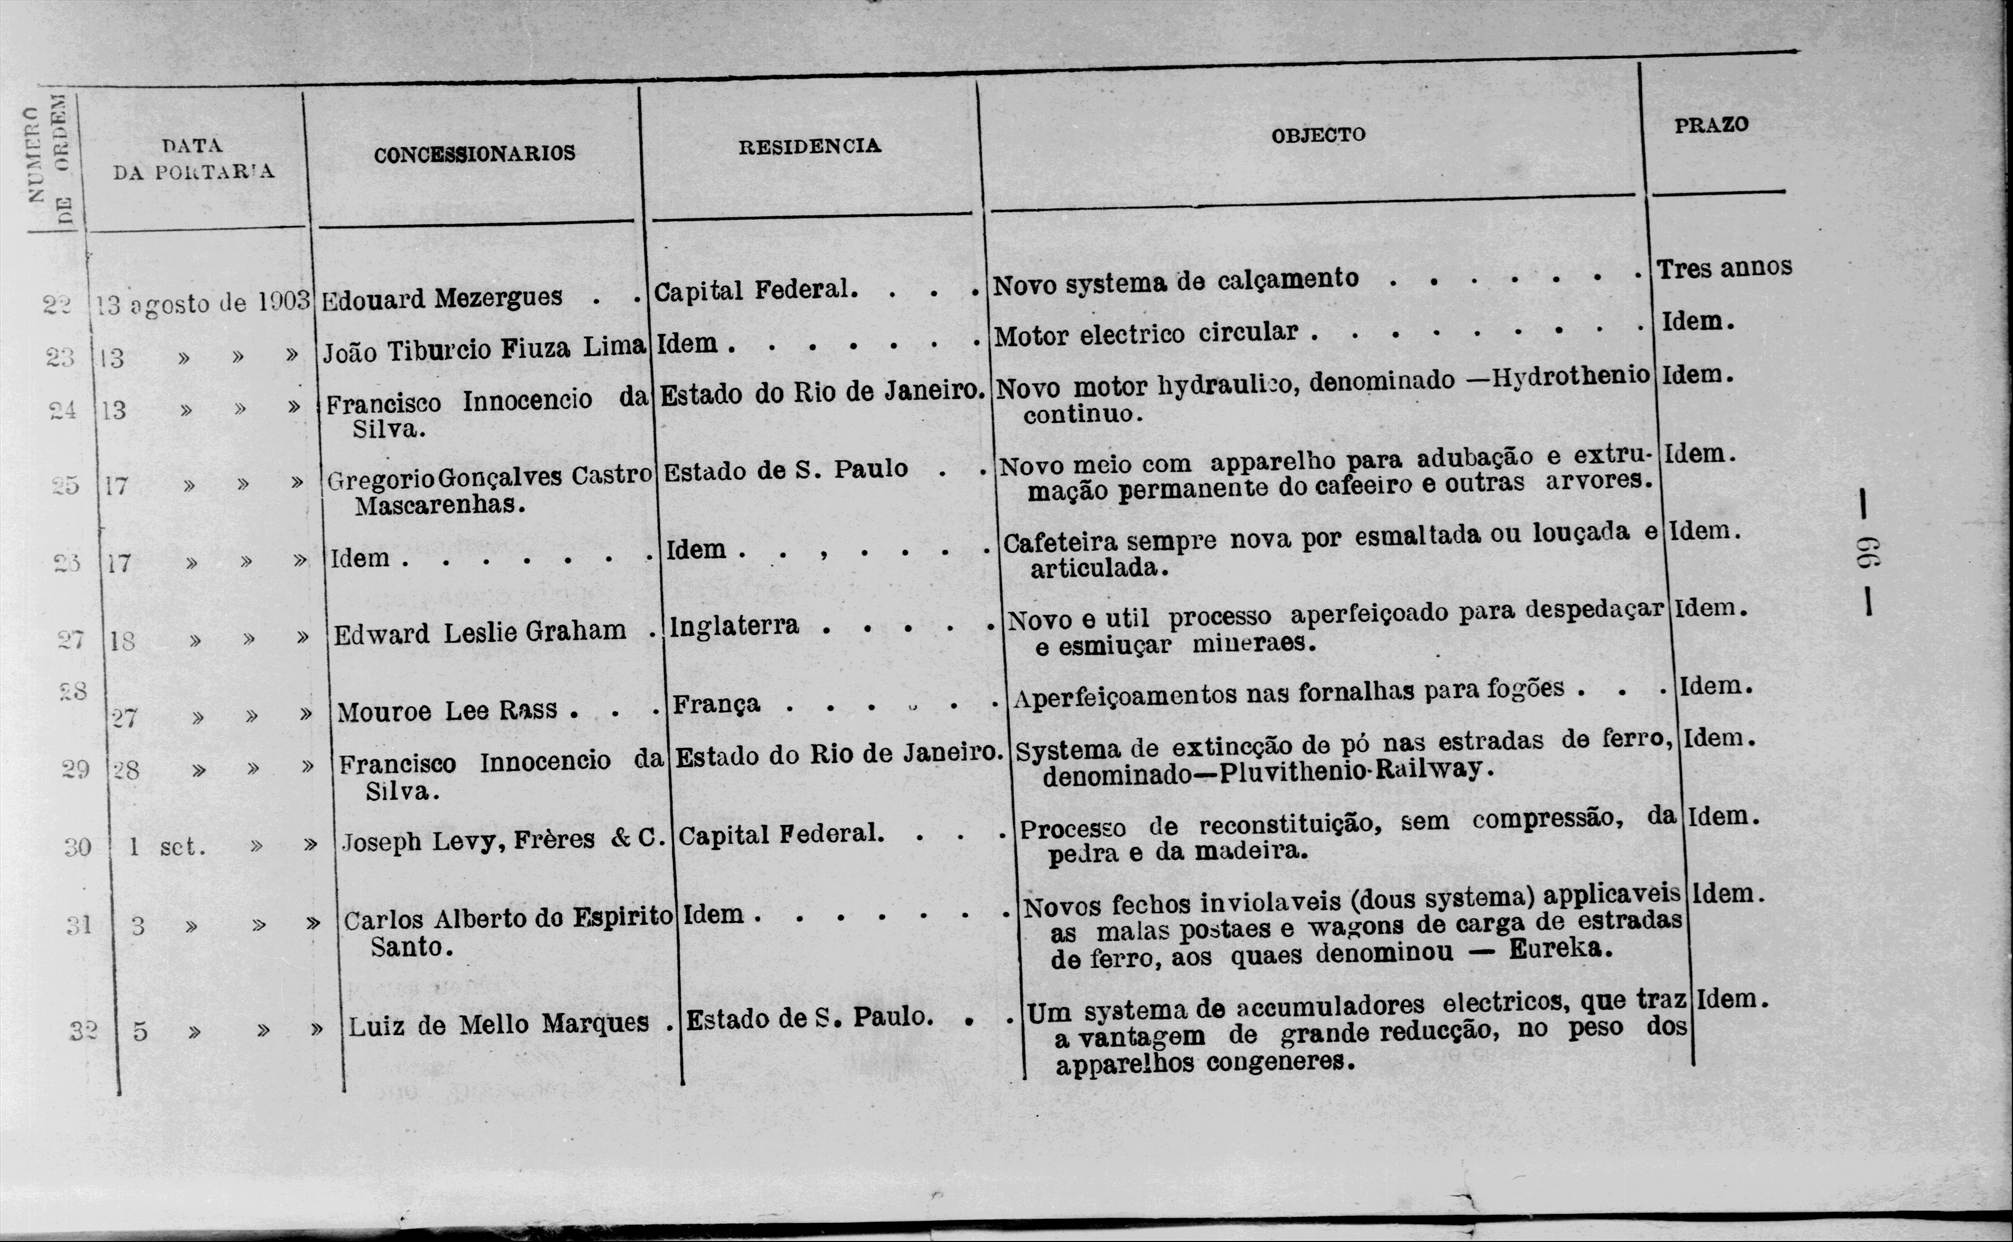 NUMERO DE ORDEM
DATA DA PORTARIA
CONCESSIONARIOS
RESIDENCIA
OBJECTO
PRAZO
22 13 agosto de 1903 Edouard Mezergues . . Capital Federal. . . . Novo systema de calçamento . . . . . . . Tres annos
23 13 » » » João Tiburcio Fiuza Lima Idem . . . . . . . Motor electrico circular . . . . . . . . . Idem.
24 13 » » » Francisco Innocencio da Estado do Rio de Janeiro. Novo motor hydraulico, denominado —Hydrothenio Idem.
Silva. continuo.
25 17 » » » Gregorio Gonçalves Castro Estado de S. Paulo . . Novo meio com apparelho para adubação e extru- Idem.
Mascarenhas. mação permanente do cafeeiro e outras arvores.
26 17 » » » Idem . . . . . . . Idem . . , . . . . Cafeteira sempre nova por esmaltada ou louçada e Idem.
articulada.
27 18 » » » Edward Leslie Graham . Inglaterra . . . . . Novo e util processo aperfeiçoado para despedaçar Idem.
e esmiuçar mineraes.
28 27 » » » Mouroe Lee Rass . . . França . . . . . . Aperfeiçoamentos nas fornalhas para fogões . . . Idem.
29 28 » » » Francisco Innocencio da Estado do Rio de Janeiro. Systema de extincção de pó nas estradas de ferro, Idem.
Silva. denominado—Pluvithenio-Railway.
30 1 set. » » Joseph Levy, Frères & C. Capital Federal. . . . Processo de reconstituição, sem compressão, da Idem.
pedra e da madeira.
31 3 » » » Carlos Alberto do Espirito Idem . . . . . . . Novos fechos inviolaveis (dous systema) applicaveis Idem.
Santo. as malas postaes e wagons de carga de estradas
de ferro, aos quaes denominou — Eureka.
32 5 » » » Luiz de Mello Marques . Estado de S. Paulo. . . Um systema de accumuladores electricos, que traz Idem.
a vantagem de grande reducção, no peso dos
apparelhos congeneres.
— 66 —